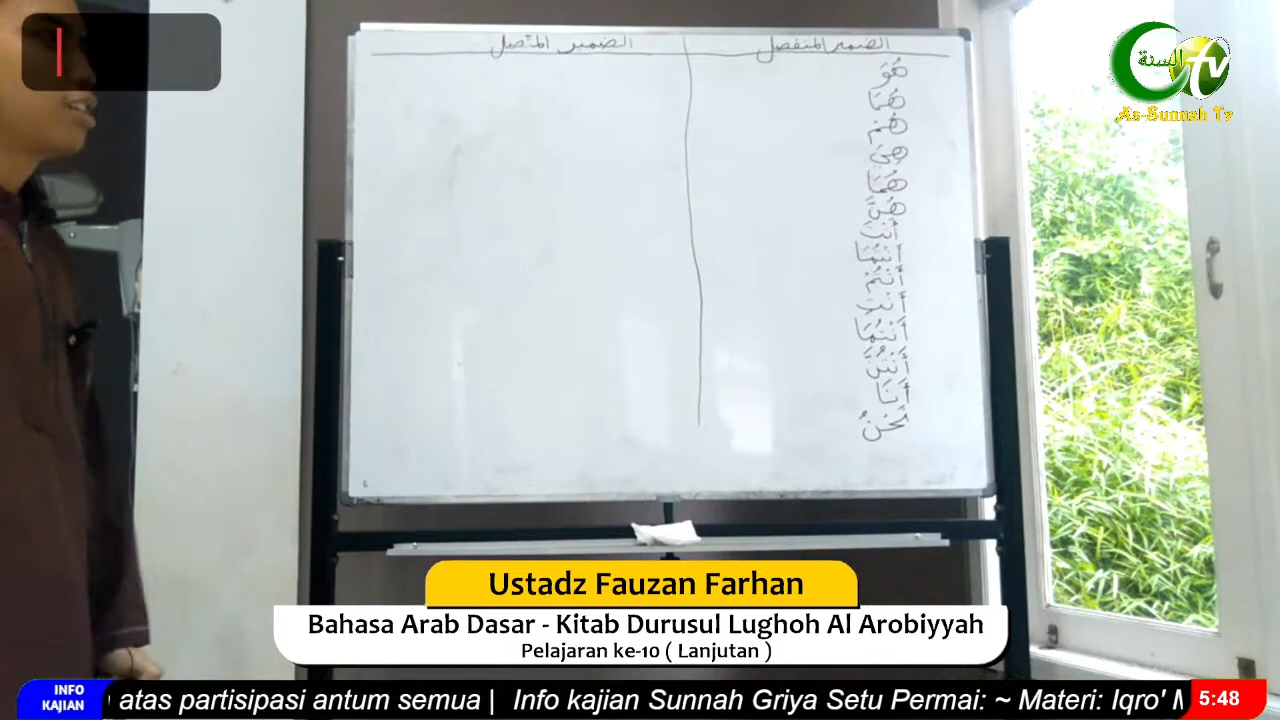 الضمير المنفصل
الضمير المتصل
هُوَ
هُمَا
هُمْ
هِيَ
هُمَا
هُنَّ
أَنْتَ
أَنْتُمَا
أَنْتُمْ
أَنْتِ
أَنْتُمَا
أَنْتُنَّ
أَنَا
نَحْنُ
السنة
tv
As-Sunnah Tv
Ustadz Fauzan Farhan
Bahasa Arab Dasar - Kitab Durusul Lughoh Al Arobiyyah
Pelajaran ke-10 ( Lanjutan )
INFO
KAJIAN
atas partisipasi antum semua | Info kajian Sunnah Griya Setu Permai: ~ Materi: Iqro'
5:48